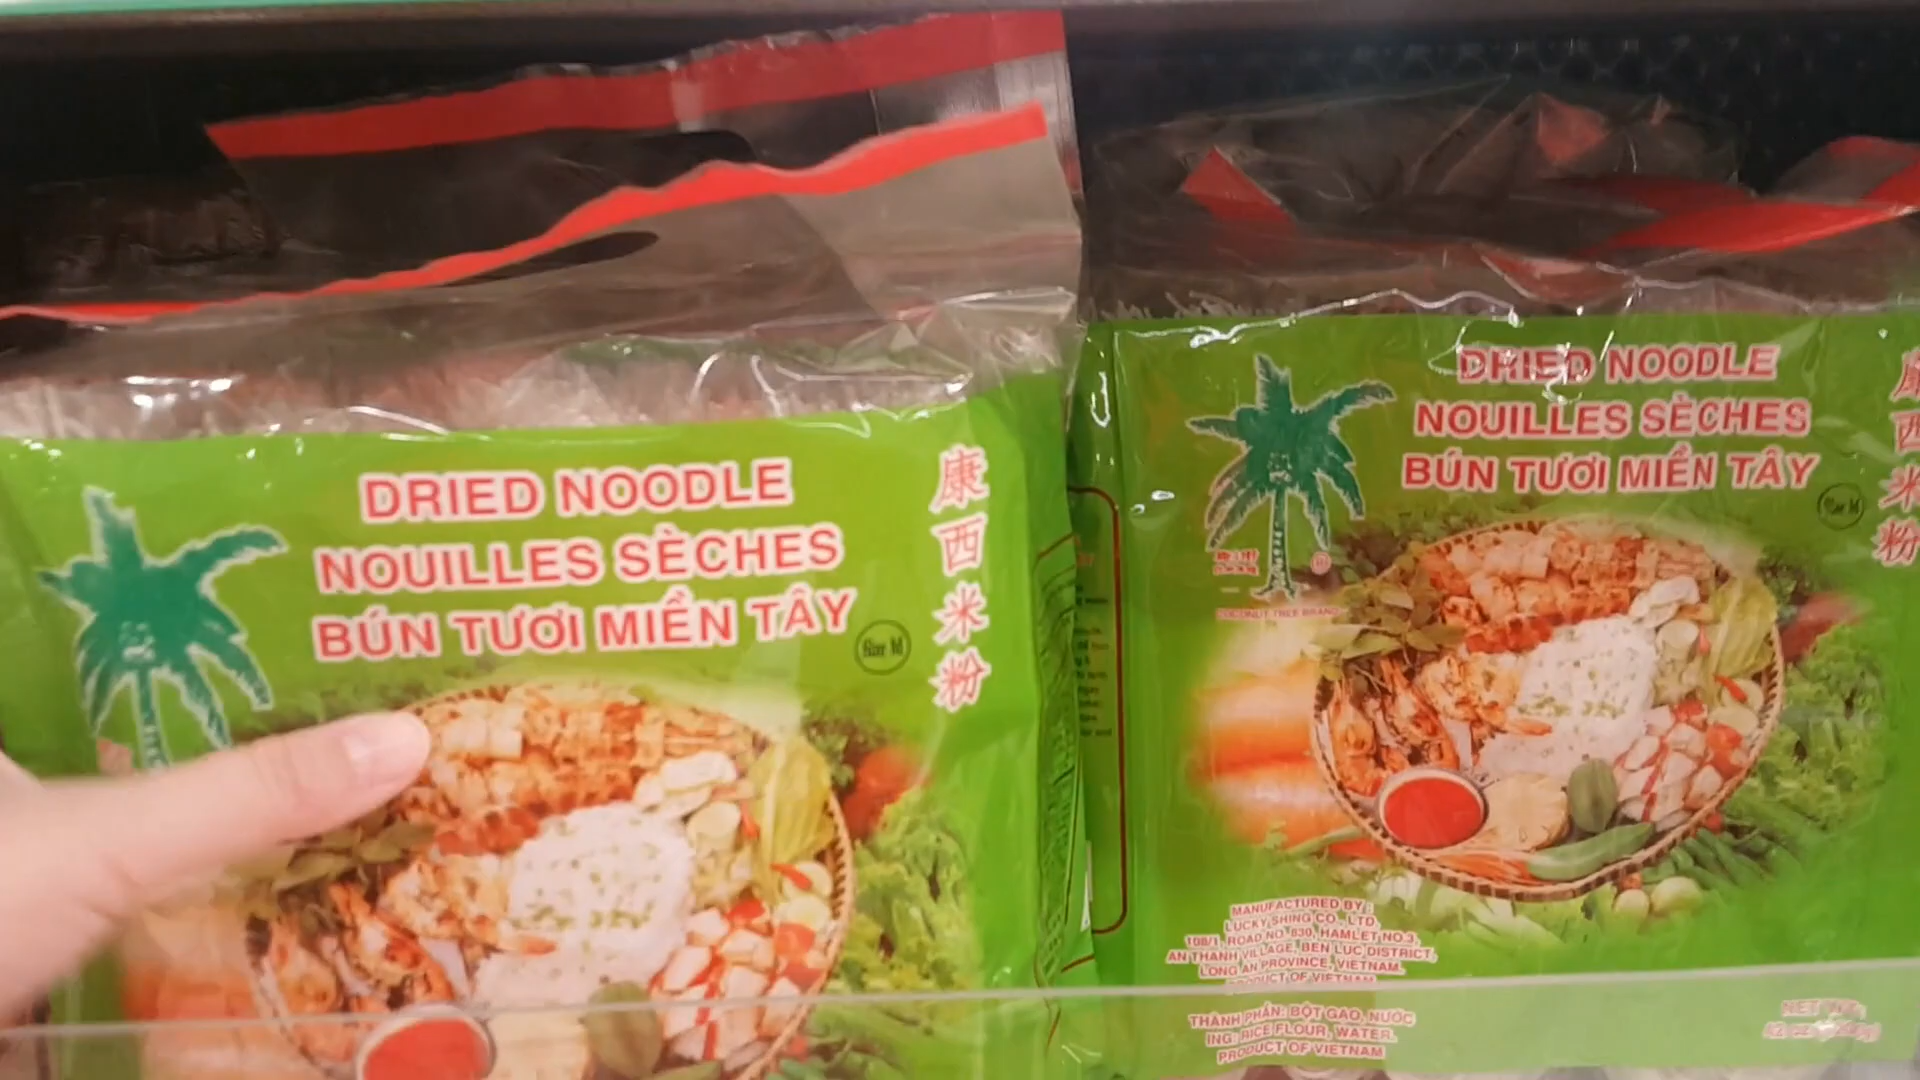 DRIED NOODLE
NOUILLES SÈCHES
BÚN TƯƠI MIỀN TÂY
康西米粉
DRIED NOODLE
NOUILLES SÈCHES
BÚN TƯƠI MIỀN TÂY
康西米粉
COCONUT TREE BRAND
MANUFACTURED BY:
LUCKY SHING CO., LTD.
108/1, ROAD NO. 830, HAMLET NO.3,
AN THANH VILLAGE, BEN LUC DISTRICT,
LONG AN PROVINCE, VIETNAM.
PRODUCT OF VIETNAM
THÀNH PHẦN: BỘT GẠO, NƯỚC
ING: RICE FLOUR, WATER.
PRODUCT OF VIETNAM
NET WT: